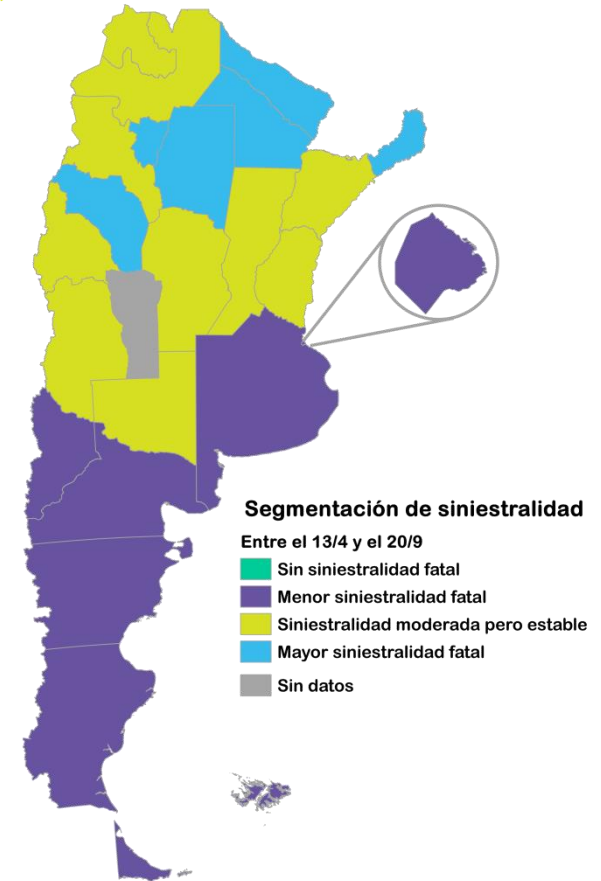 Segmentación de siniestralidad
Entre el 13/4 y el 20/9
Sin siniestralidad fatal
Menor siniestralidad fatal
Siniestralidad moderada pero estable
Mayor siniestralidad fatal
Sin datos